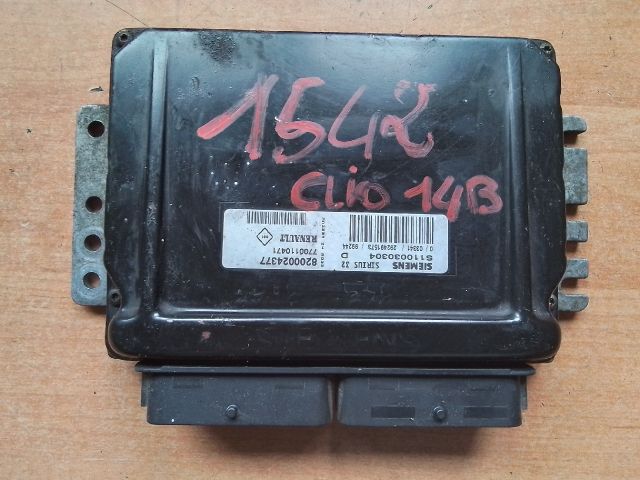 1542
CLIO 14B
SIEMENS SIRIUS 32
S110030304 D
RENAULT
7700110471
8200024377